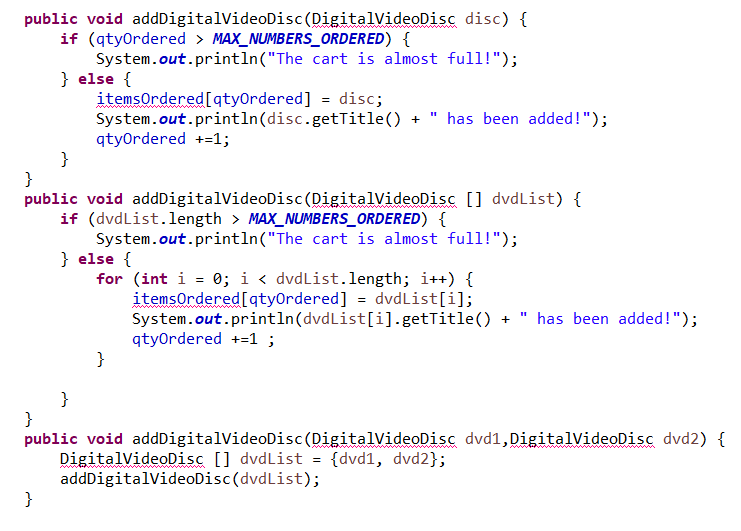 public void addDigitalVideoDisc(DigitalVideoDisc disc) {
    if (qtyOrdered > MAX_NUMBERS_ORDERED) {
        System.out.println("The cart is almost full!");
    } else {
        itemsOrdered[qtyOrdered] = disc;
        System.out.println(disc.getTitle() + " has been added!");
        qtyOrdered +=1;
    }
}
public void addDigitalVideoDisc(DigitalVideoDisc [] dvdList) {
    if (dvdList.length > MAX_NUMBERS_ORDERED) {
        System.out.println("The cart is almost full!");
    } else {
        for (int i = 0; i < dvdList.length; i++) {
            itemsOrdered[qtyOrdered] = dvdList[i];
            System.out.println(dvdList[i].getTitle() + " has been added!");
            qtyOrdered +=1 ;
        }

    }
}
public void addDigitalVideoDisc(DigitalVideoDisc dvd1,DigitalVideoDisc dvd2) {
    DigitalVideoDisc [] dvdList = {dvd1, dvd2};
    addDigitalVideoDisc(dvdList);
}